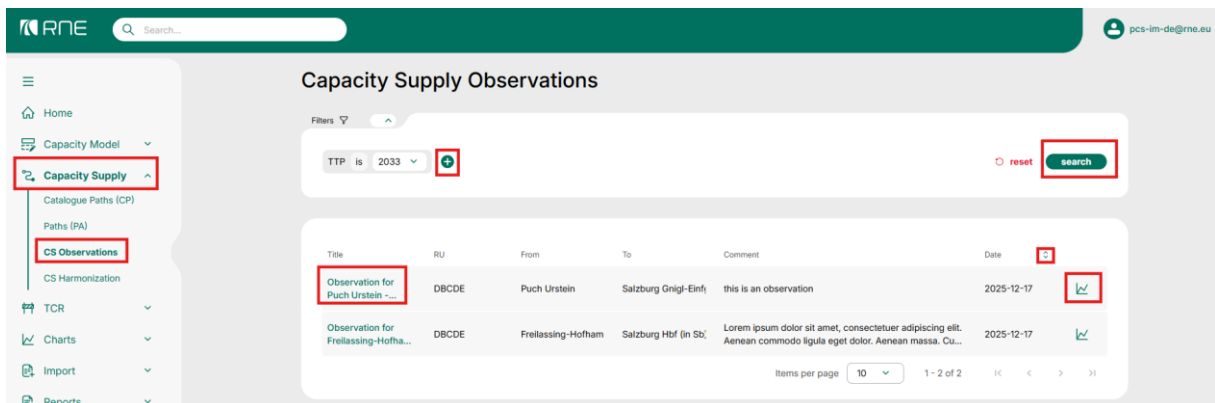 RNE
Search...
pcs-im-de@rne.eu
Home
Capacity Model
Capacity Supply
Catalogue Paths (CP)
Paths (PA)
CS Observations
CS Harmonization
TCR
Charts
Import
Reports
Capacity Supply Observations
Filters
TTP is 2033
reset search
Title RU From To Comment Date
Observation for
Puch Urstein -...
DBCDE Puch Urstein Salzburg Gnigl-Einf this is an observation 2025-12-17
Observation for
Freilassing-Hofha...
DBCDE Freilassing-Hofham Salzburg Hbf (in Sb) Lorem ipsum dolor sit amet, consectetuer adipiscing elit.
Aenean commodo ligula eget dolor. Aenean massa. Cu...
2025-12-17
Items per page 10 1 - 2 of 2